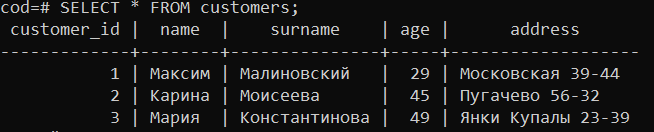 cod=# SELECT * FROM customers;
 customer_id |  name  |    surname    | age |      address
-------------+--------+---------------+-----+-------------------
           1 | Максим | Малиновский   |  29 | Московская 39-44
           2 | Карина | Моисеева      |  45 | Пугачево 56-32
           3 | Мария  | Константинова |  49 | Янки Купалы 23-39